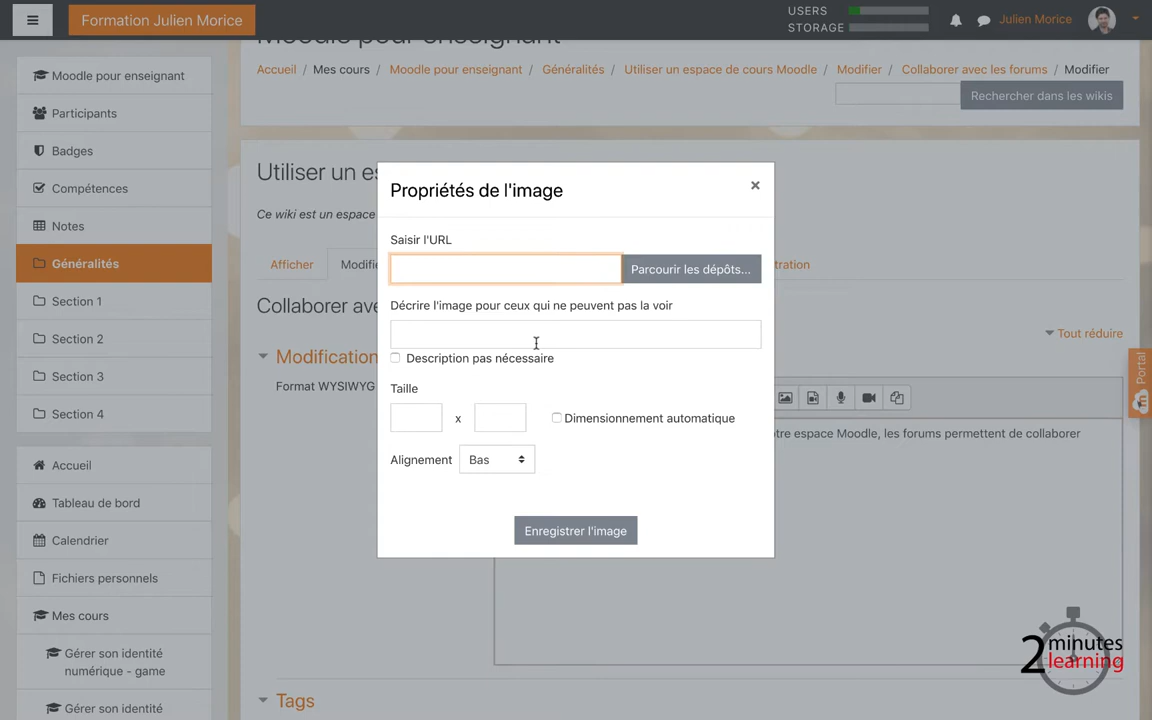 Formation Julien Morice
USERS
STORAGE
Julien Morice
Accueil / Mes cours / Moodle pour enseignant / Généralités / Utiliser un espace de cours Moodle / Modifier / Collaborer avec les forums / Modifier
Rechercher dans les wikis
Moodle pour enseignant
Moodle pour enseignant
Participants
Badges
Compétences
Notes
Généralités
Section 1
Section 2
Section 3
Section 4
Accueil
Tableau de bord
Calendrier
Fichiers personnels
Mes cours
Gérer son identité
numérique - game
Gérer son identité
Utiliser un es
Ce wiki est un espace
Afficher
Modifie
tration
Collaborer ave
Tout réduire
Modification
Format WYSIWYG
tre espace Moodle, les forums permettent de collaborer
Tags
Propriétés de l'image
×
Saisir l'URL
Parcourir les dépôts...
Décrire l'image pour ceux qui ne peuvent pas la voir
Description pas nécessaire
Taille
x
Dimensionnement automatique
Alignement
Bas
Enregistrer l'image
Portal
2 minutes
learning